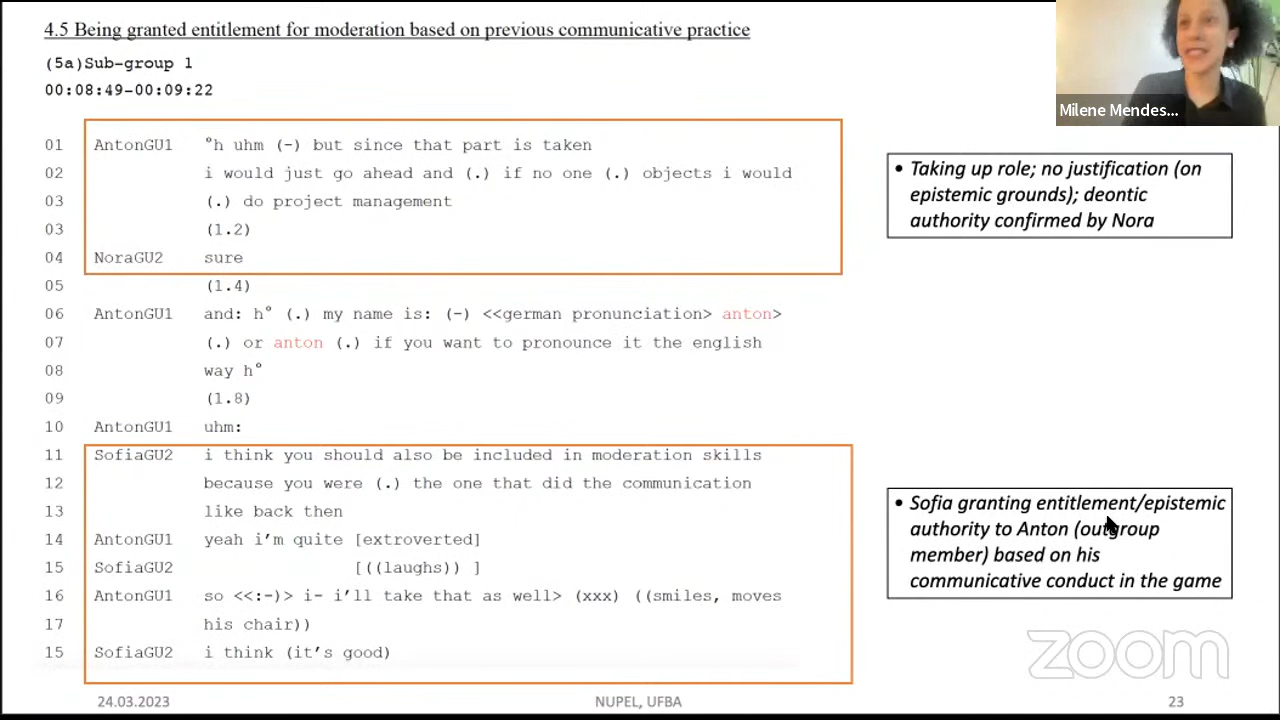 4.5 Being granted entitlement for moderation based on previous communicative practice
(5a)Sub-group 1
00:08:49-00:09:22
01 AntonGU1 °h uhm (-) but since that part is taken
02 i would just go ahead and (.) if no one (.) objects i would
03 (.) do project management
03 (1.2)
04 NoraGU2 sure
05 (1.4)
06 AntonGU1 and: h° (.) my name is: (-) <<german pronunciation> anton>
07 (.) or anton (.) if you want to pronounce it the english
08 way h°
09 (1.8)
10 AntonGU1 uhm:
11 SofiaGU2 i think you should also be included in moderation skills
12 because you were (.) the one that did the communication
13 like back then
14 AntonGU1 yeah i’m quite [extroverted]
15 SofiaGU2 [((laughs)) ]
16 AntonGU1 so <<:-)> i- i’ll take that as well> (xxx) ((smiles, moves
17 his chair))
15 SofiaGU2 i think (it’s good)
Milene Mendes...
• Taking up role; no justification (on
epistemic grounds); deontic
authority confirmed by Nora
• Sofia granting entitlement/epistemic
authority to Anton (outgroup
member) based on his
communicative conduct in the game
zoom
24.03.2023 NUPEL, UFBA 23